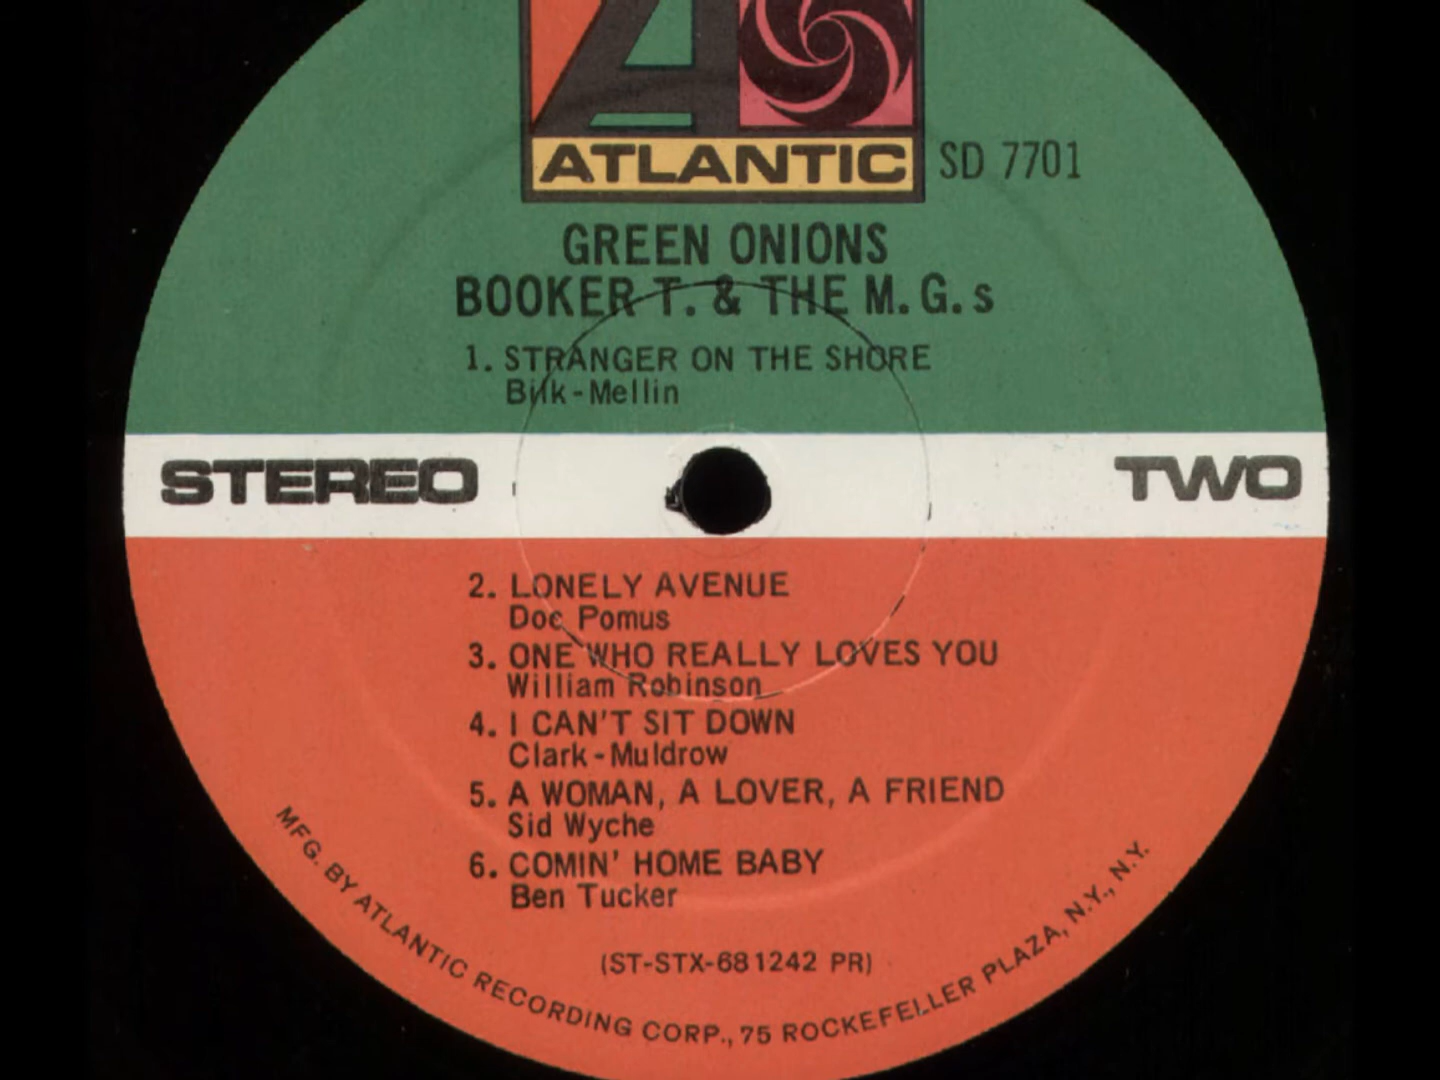 ATLANTIC
SD 7701
GREEN ONIONS
BOOKER T. & THE M.G.s
1. STRANGER ON THE SHORE
Bilk-Mellin
STEREO
TWO
2. LONELY AVENUE
Doc Pomus
3. ONE WHO REALLY LOVES YOU
William Robinson
4. I CAN'T SIT DOWN
Clark-Muldrow
5. A WOMAN, A LOVER, A FRIEND
Sid Wyche
6. COMIN' HOME BABY
Ben Tucker
(ST-STX-681242 PR)
MFG. BY ATLANTIC RECORDING CORP., 75 ROCKEFELLER PLAZA, N.Y., N.Y.